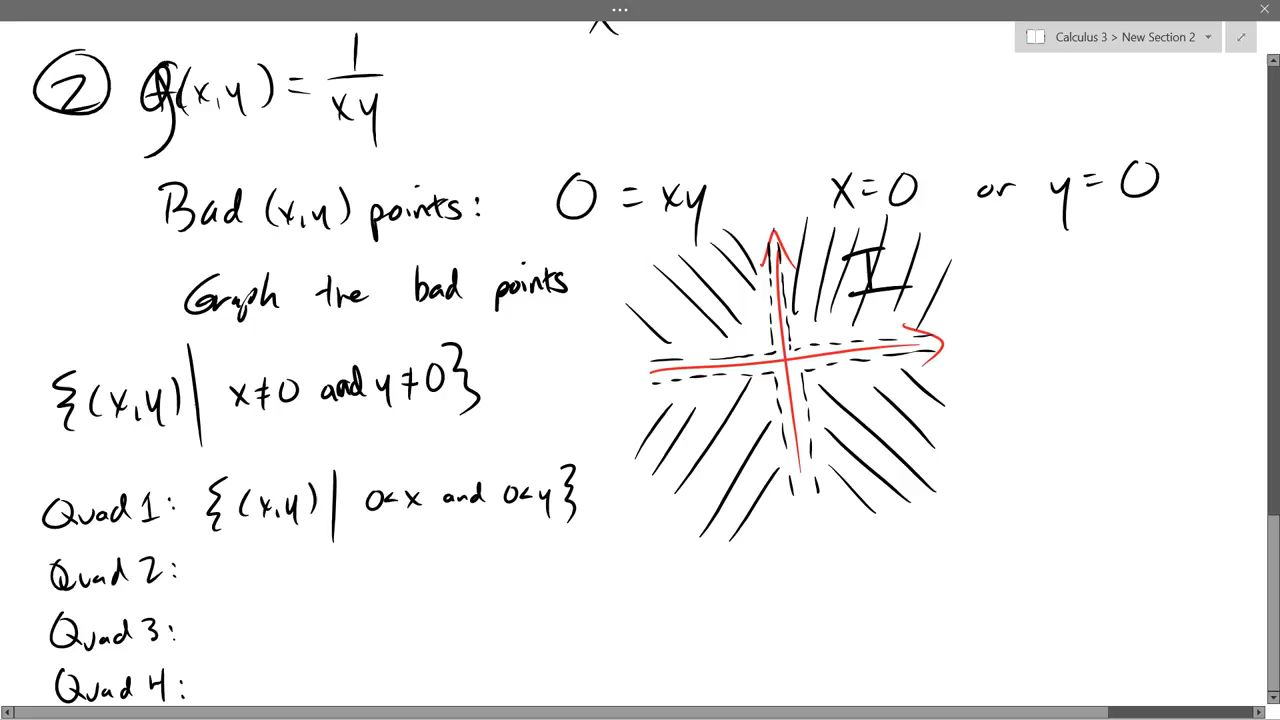 Calculus 3 > New Section 2
x
② g(x,y) = 1/xy
Bad (x,y) points: 0 = xy x = 0 or y = 0
Graph the bad points
I
{(x,y)| x≠0 and y≠0}
Quad 1: {(x,y)| 0<x and 0<y}
Quad 2:
Quad 3:
Quad 4: